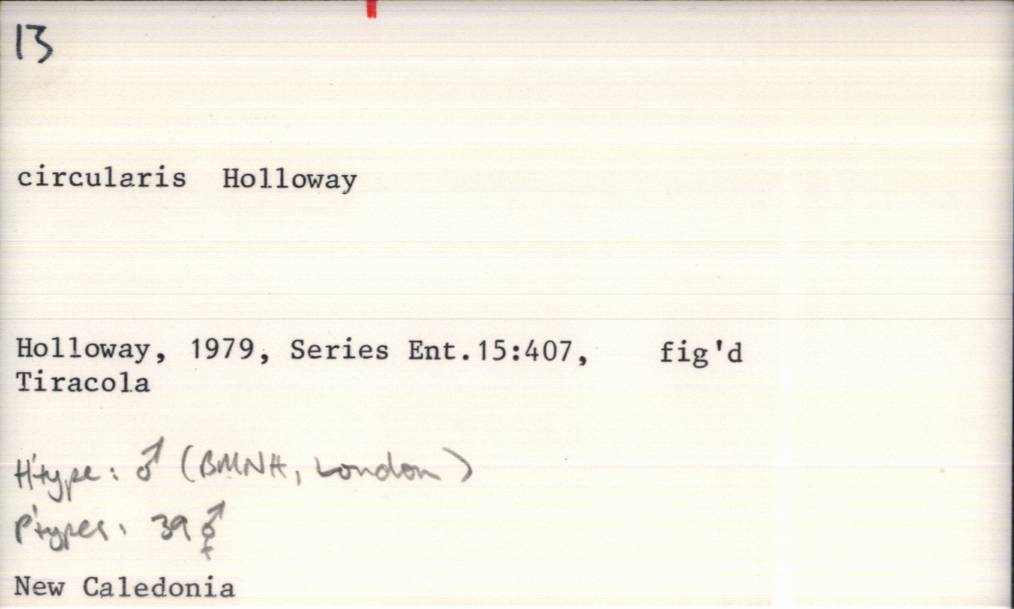 13
circularis Holloway
Holloway, 1979, Series Ent.15:407, fig'd
Tiracola
H'type: ♂ (BMNH, London)
P'types: 39 ⚥
New Caledonia